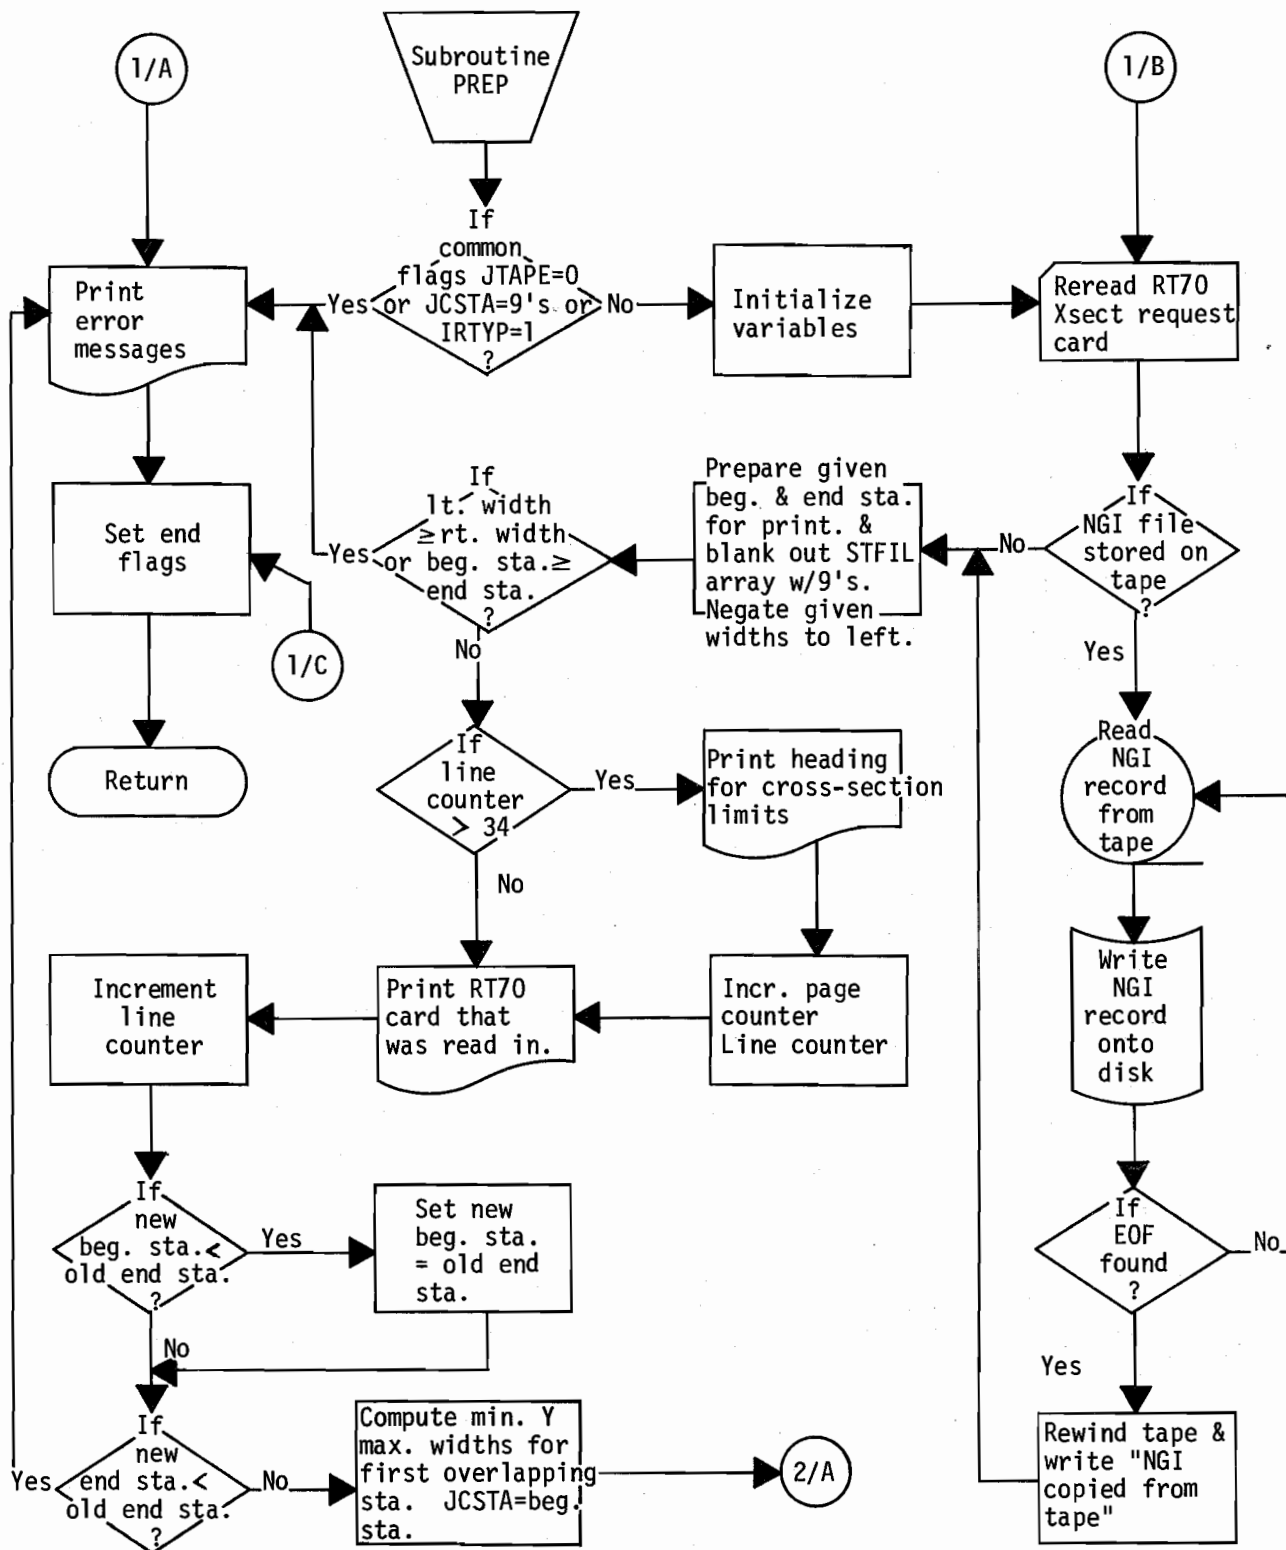 1/A
Subroutine
PREP
1/B
If
common
flags JTAPE=0
or JCSTA=9's or
IRTYP=1
?
Yes
No
Print
error
messages
Initialize
variables
Reread RT70
Xsect request
card
Set end
flags
1/C
Return
If
lt. width
≥rt. width
or beg. sta.≥
end sta.
?
Yes
No
Prepare given
beg. & end sta.
for print. &
blank out STFIL
array w/9's.
Negate given
widths to left.
If
NGI file
stored on
tape
?
No
Yes
Read
NGI
record
from
tape
If
line
counter
> 34
Yes
No
Print heading
for cross-section
limits
Write
NGI
record
onto
disk
Increment
line
counter
Print RT70
card that
was read in.
Incr. page
counter
Line counter
If
EOF
found
?
No
Yes
If
new
beg. sta.<
old end sta.
?
Yes
No
Set new
beg. sta.
= old end
sta.
If
new
end sta.<
old end sta.
?
Yes
No
Compute min. Y
max. widths for
first overlapping
sta. JCSTA=beg.
sta.
2/A
Rewind tape &
write "NGI
copied from
tape"